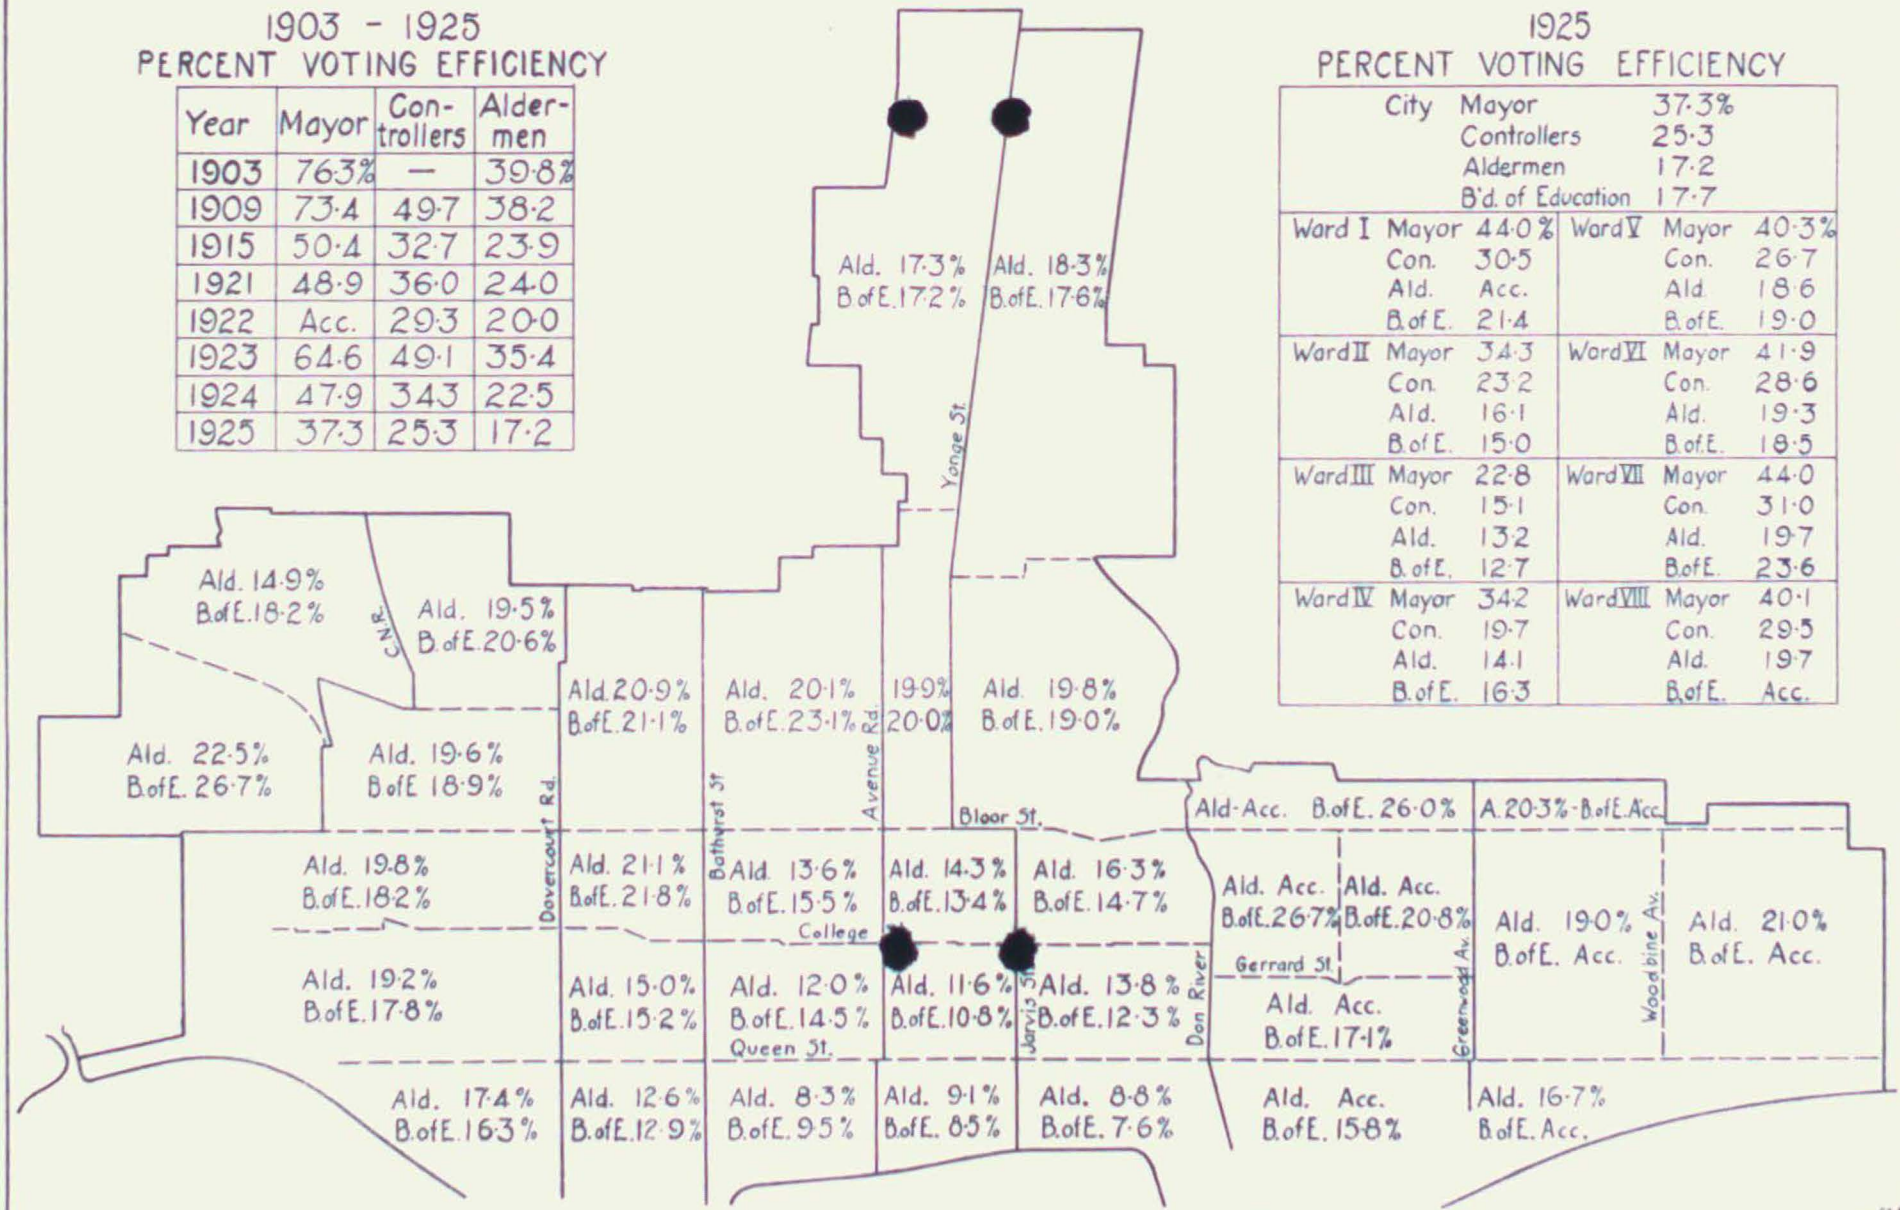 1903 - 1925
PERCENT VOTING EFFICIENCY
Year Mayor Con-trollers Alder-men
1903 76.3% — 39.8%
1909 73.4 49.7 38.2
1915 50.4 32.7 23.9
1921 48.9 36.0 24.0
1922 Acc. 29.3 20.0
1923 64.6 49.1 35.4
1924 47.9 34.3 22.5
1925 37.3 25.3 17.2
1925
PERCENT VOTING EFFICIENCY
City Mayor 37.3%
Controllers 25.3
Aldermen 17.2
B'd. of Education 17.7
Ward I Mayor 44.0% Ward V Mayor 40.3%
Con. 30.5 Con. 26.7
Ald. Acc. Ald. 18.6
B. of E. 21.4 B. of E. 19.0
Ward II Mayor 34.3 Ward VI Mayor 41.9
Con. 23.2 Con. 28.6
Ald. 16.1 Ald. 19.3
B. of E. 15.0 B. of E. 18.5
Ward III Mayor 22.8 Ward VII Mayor 44.0
Con. 15.1 Con. 31.0
Ald. 13.2 Ald. 19.7
B. of E. 12.7 B. of E. 23.6
Ward IV Mayor 34.2 Ward VIII Mayor 40.1
Con. 19.7 Con. 29.5
Ald. 14.1 Ald. 19.7
B. of E. 16.3 B. of E. Acc.
Ald. 17.3% Ald. 18.3%
B. of E. 17.2% B. of E. 17.6%
Yonge St.
Ald. 14.9%
B. of E. 18.2%
C.N.R.
Ald. 19.5%
B. of E. 20.6%
Ald. 20.9% Ald. 20.1% 19.9% Ald. 19.8%
B. of E. 21.1% B. of E. 23.1% 20.0% B. of E. 19.0%
Ald. 22.5% Ald. 19.6%
B. of E. 26.7% B of E 18.9%
Dovercourt Rd.
Bathurst St
Avenue Rd.
Bloor St.
Ald-Acc. B. of E. 26.0% A. 20.3% - B. of E. Acc.
Ald. 19.8% Ald. 21.1% Ald. 13.6% Ald. 14.3% Ald. 16.3%
B. of E. 18.2% B. of E. 21.8% B. of E. 15.5% B. of E. 13.4% B. of E. 14.7%
Ald. Acc. Ald. Acc.
B. of E. 26.7% B. of E. 20.8%
Ald. 19.0% Ald. 21.0%
B. of E. Acc. B. of E. Acc.
College
Gerrard St.
Jarvis St.
Don River
Greenwood Av.
Woodbine Av.
Ald. 19.2% Ald. 15.0% Ald. 12.0% Ald. 11.6% Ald. 13.8% Ald. Acc.
B. of E. 17.8% B. of E. 15.2% B. of E. 14.5% B. of E. 10.8% B. of E. 12.3% B. of E. 17.1%
Queen St.
Ald. 17.4% Ald. 12.6% Ald. 8.3% Ald. 9.1% Ald. 8.8% Ald. Acc. Ald. 16.7%
B. of E. 16.3% B. of E. 12.9% B. of E. 9.5% B. of E. 8.5% B. of E. 7.6% B. of E. 15.8% B. of E. Acc.